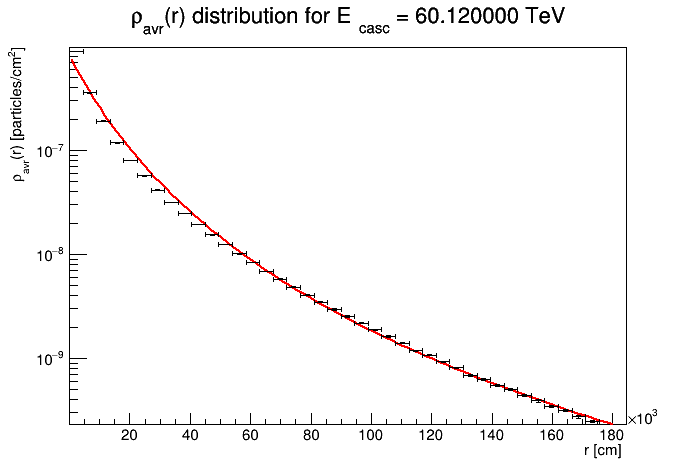 ρavr(r) distribution for E casc = 60.120000 TeV
ρavr(r) [particles/cm2]
10−7
10−8
10−9
20 40 60 80 100 120 140 160 180 ×103
r [cm]